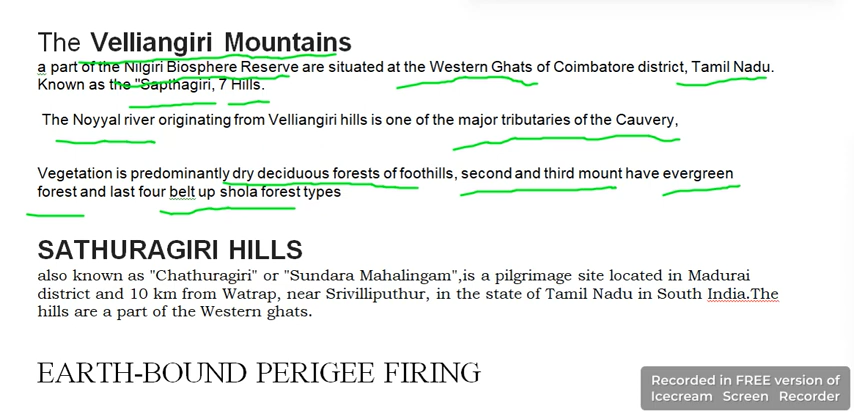 The Velliangiri Mountains
a part of the Nilgiri Biosphere Reserve are situated at the Western Ghats of Coimbatore district, Tamil Nadu.
Known as the "Sapthagiri, 7 Hills.
The Noyyal river originating from Velliangiri hills is one of the major tributaries of the Cauvery,
Vegetation is predominantly dry deciduous forests of foothills, second and third mount have evergreen
forest and last four belt up shola forest types
SATHURAGIRI HILLS
also known as "Chathuragiri" or "Sundara Mahalingam",is a pilgrimage site located in Madurai
district and 10 km from Watrap, near Srivilliputhur, in the state of Tamil Nadu in South India.The
hills are a part of the Western ghats.
EARTH-BOUND PERIGEE FIRING
Recorded in FREE version of
Icecream Screen Recorder